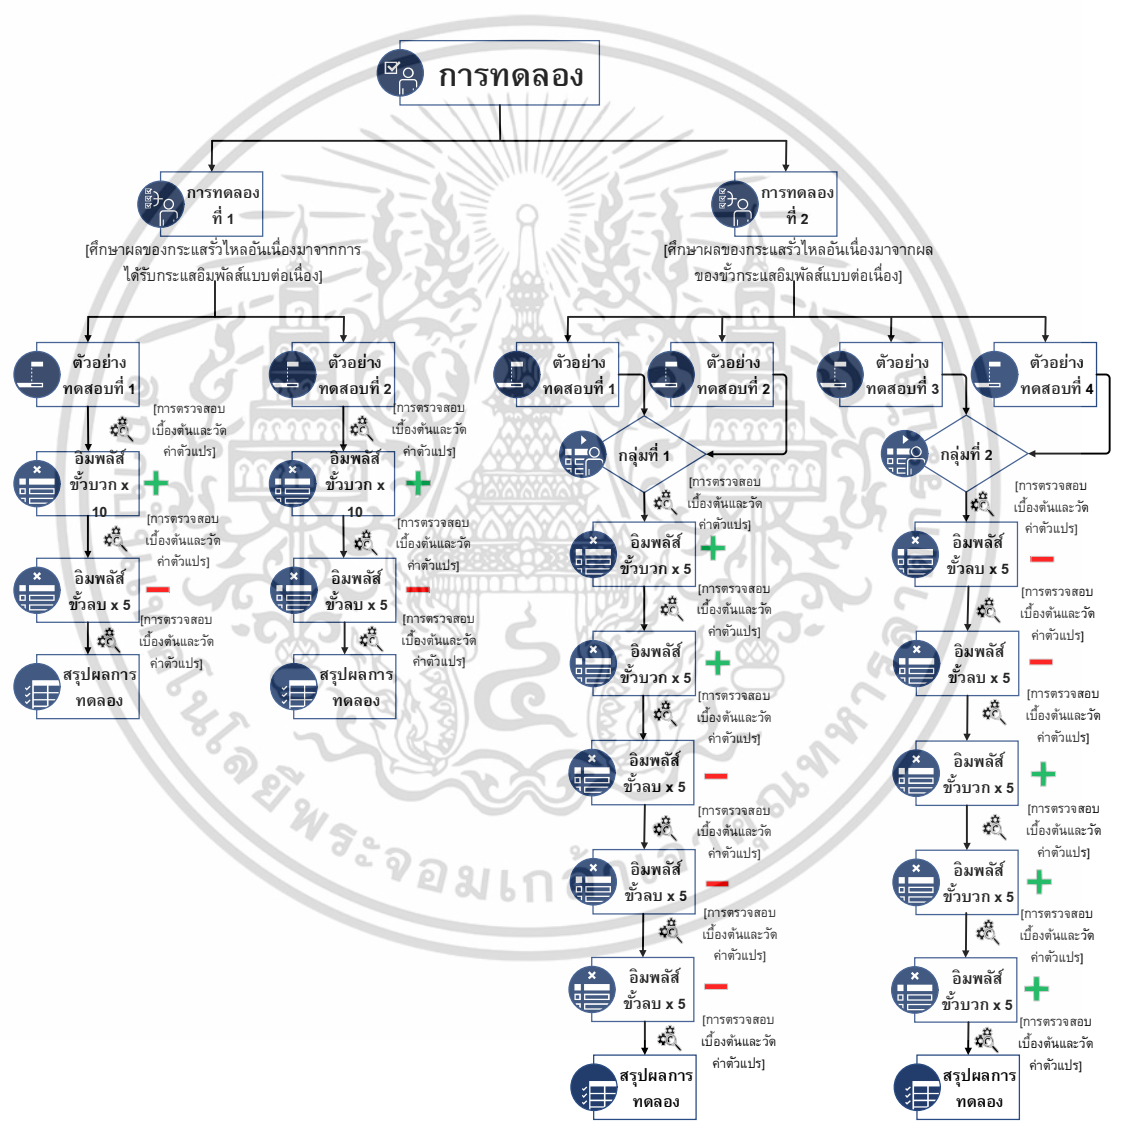 การทดลอง
การทดลอง
ที่ 1
[ศึกษาผลของกระแสรั่วไหลอันเนื่องมาจากการ
ได้รับกระแสอิมพัลส์แบบต่อเนื่อง]
การทดลอง
ที่ 2
[ศึกษาผลของกระแสรั่วไหลอันเนื่องมาจากผล
ของขั้วกระแสอิมพัลส์แบบต่อเนื่อง]
ตัวอย่าง
ทดสอบที่ 1
[การตรวจสอบ
เบื้องต้นและวัด
ค่าตัวแปร]
อิมพลัส์
ขั้วบวก x
10
[การตรวจสอบ
เบื้องต้นและวัด
ค่าตัวแปร]
อิมพลัส์
ขั้วลบ x 5
[การตรวจสอบ
เบื้องต้นและวัด
ค่าตัวแปร]
สรุปผลการ
ทดลอง
ตัวอย่าง
ทดสอบที่ 2
[การตรวจสอบ
เบื้องต้นและวัด
ค่าตัวแปร]
อิมพลัส์
ขั้วบวก x
10
[การตรวจสอบ
เบื้องต้นและวัด
ค่าตัวแปร]
อิมพลัส์
ขั้วลบ x 5
[การตรวจสอบ
เบื้องต้นและวัด
ค่าตัวแปร]
สรุปผลการ
ทดลอง
ตัวอย่าง
ทดสอบที่ 1
ตัวอย่าง
ทดสอบที่ 2
กลุ่มที่ 1
[การตรวจสอบ
เบื้องต้นและวัด
ค่าตัวแปร]
อิมพลัส์
ขั้วบวก x 5
[การตรวจสอบ
เบื้องต้นและวัด
ค่าตัวแปร]
อิมพลัส์
ขั้วบวก x 5
[การตรวจสอบ
เบื้องต้นและวัด
ค่าตัวแปร]
อิมพลัส์
ขั้วลบ x 5
[การตรวจสอบ
เบื้องต้นและวัด
ค่าตัวแปร]
อิมพลัส์
ขั้วลบ x 5
[การตรวจสอบ
เบื้องต้นและวัด
ค่าตัวแปร]
อิมพลัส์
ขั้วลบ x 5
[การตรวจสอบ
เบื้องต้นและวัด
ค่าตัวแปร]
สรุปผลการ
ทดลอง
ตัวอย่าง
ทดสอบที่ 3
ตัวอย่าง
ทดสอบที่ 4
กลุ่มที่ 2
[การตรวจสอบ
เบื้องต้นและวัด
ค่าตัวแปร]
อิมพลัส์
ขั้วลบ x 5
[การตรวจสอบ
เบื้องต้นและวัด
ค่าตัวแปร]
อิมพลัส์
ขั้วลบ x 5
[การตรวจสอบ
เบื้องต้นและวัด
ค่าตัวแปร]
อิมพลัส์
ขั้วบวก x 5
[การตรวจสอบ
เบื้องต้นและวัด
ค่าตัวแปร]
อิมพลัส์
ขั้วบวก x 5
[การตรวจสอบ
เบื้องต้นและวัด
ค่าตัวแปร]
อิมพลัส์
ขั้วบวก x 5
[การตรวจสอบ
เบื้องต้นและวัด
ค่าตัวแปร]
สรุปผลการ
ทดลอง